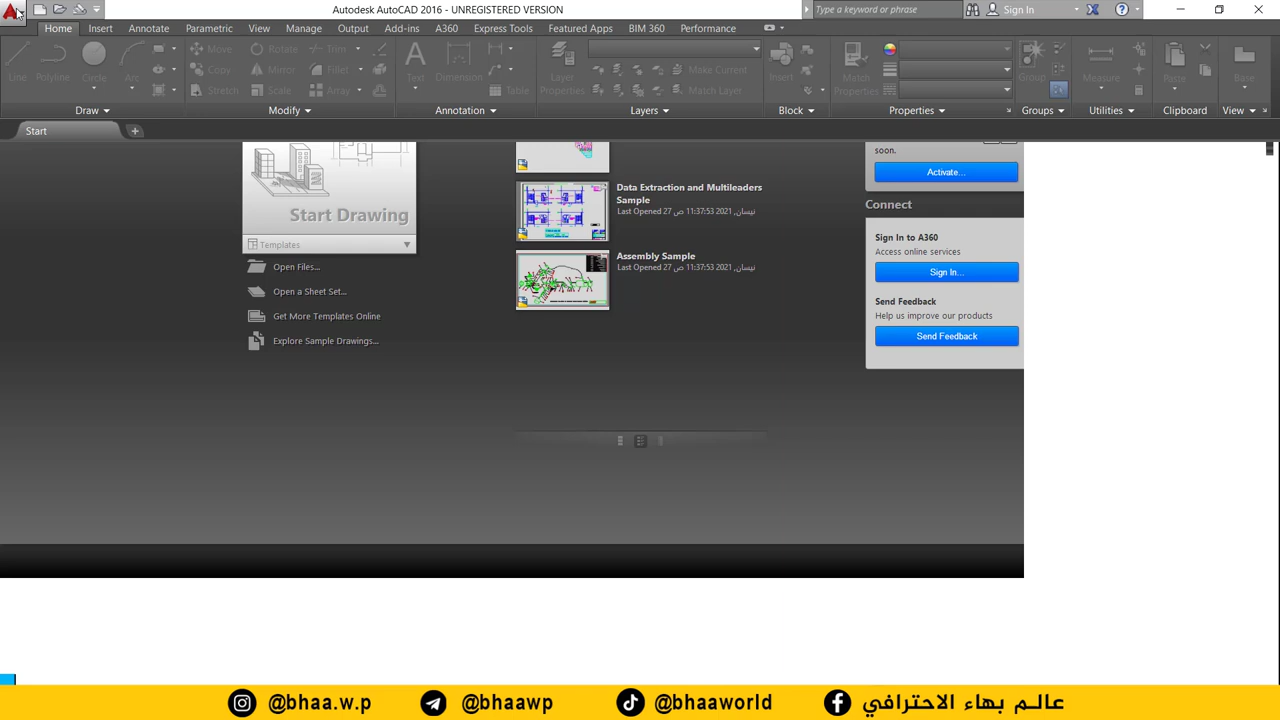 Autodesk AutoCAD 2016 - UNREGISTERED VERSION
Type a keyword or phrase
Sign In
Home Insert Annotate Parametric View Manage Output Add-ins A360 Express Tools Featured Apps BIM 360 Performance
Line Polyline Circle Arc
Move Rotate Trim
Copy Mirror Fillet
Stretch Scale Array
Text Dimension Table
Layer Properties
Make Current
Match Layer
Insert
Match Properties
Group
Measure
Paste
Base
Draw Modify Annotation Layers Block Properties Groups Utilities Clipboard View
Start
Start Drawing
Templates
Open Files...
Open a Sheet Set...
Get More Templates Online
Explore Sample Drawings...
Data Extraction and Multileaders
Sample
Last Opened 27 ص 11:37:53 2021 نيسان,
Assembly Sample
Last Opened 27 ص 11:37:53 2021 نيسان,
soon.
Activate...
Connect
Sign In to A360
Access online services
Sign In...
Send Feedback
Help us improve our products
Send Feedback
@bhaa.w.p @bhaawp @bhaaworld عالم بهاء الاحترافي